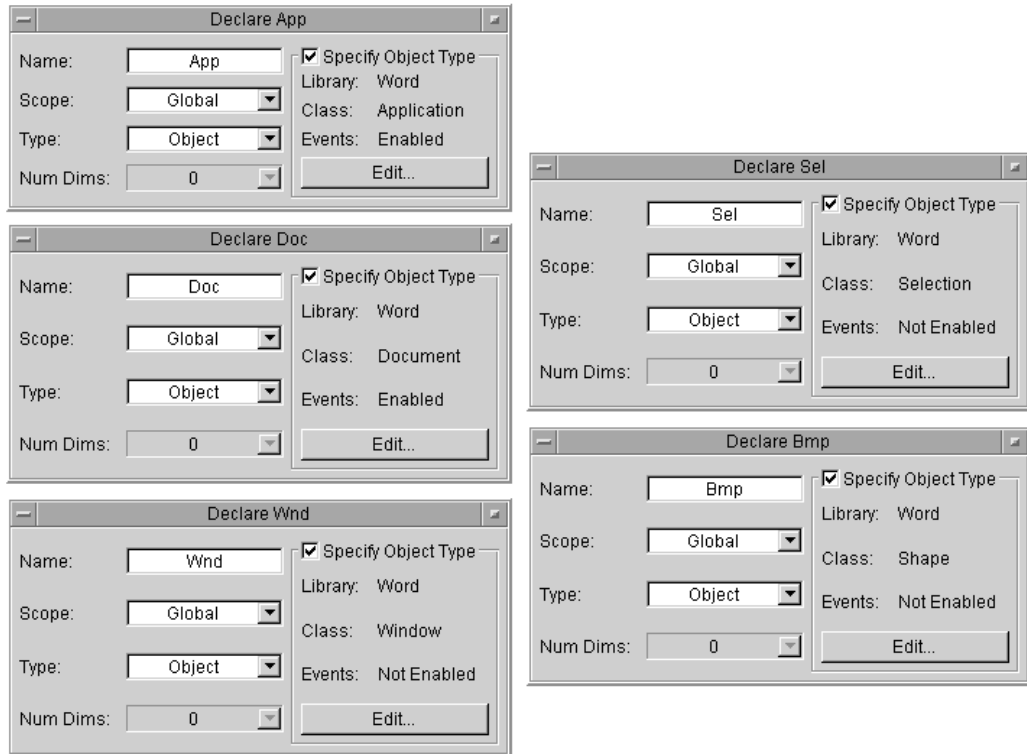 Declare App
Name: App
Scope: Global
Type: Object
Num Dims: 0
Specify Object Type
Library: Word
Class: Application
Events: Enabled
Edit...
Declare Doc
Name: Doc
Scope: Global
Type: Object
Num Dims: 0
Specify Object Type
Library: Word
Class: Document
Events: Enabled
Edit...
Declare Wnd
Name: Wnd
Scope: Global
Type: Object
Num Dims: 0
Specify Object Type
Library: Word
Class: Window
Events: Not Enabled
Edit...
Declare Sel
Name: Sel
Scope: Global
Type: Object
Num Dims: 0
Specify Object Type
Library: Word
Class: Selection
Events: Not Enabled
Edit...
Declare Bmp
Name: Bmp
Scope: Global
Type: Object
Num Dims: 0
Specify Object Type
Library: Word
Class: Shape
Events: Not Enabled
Edit...